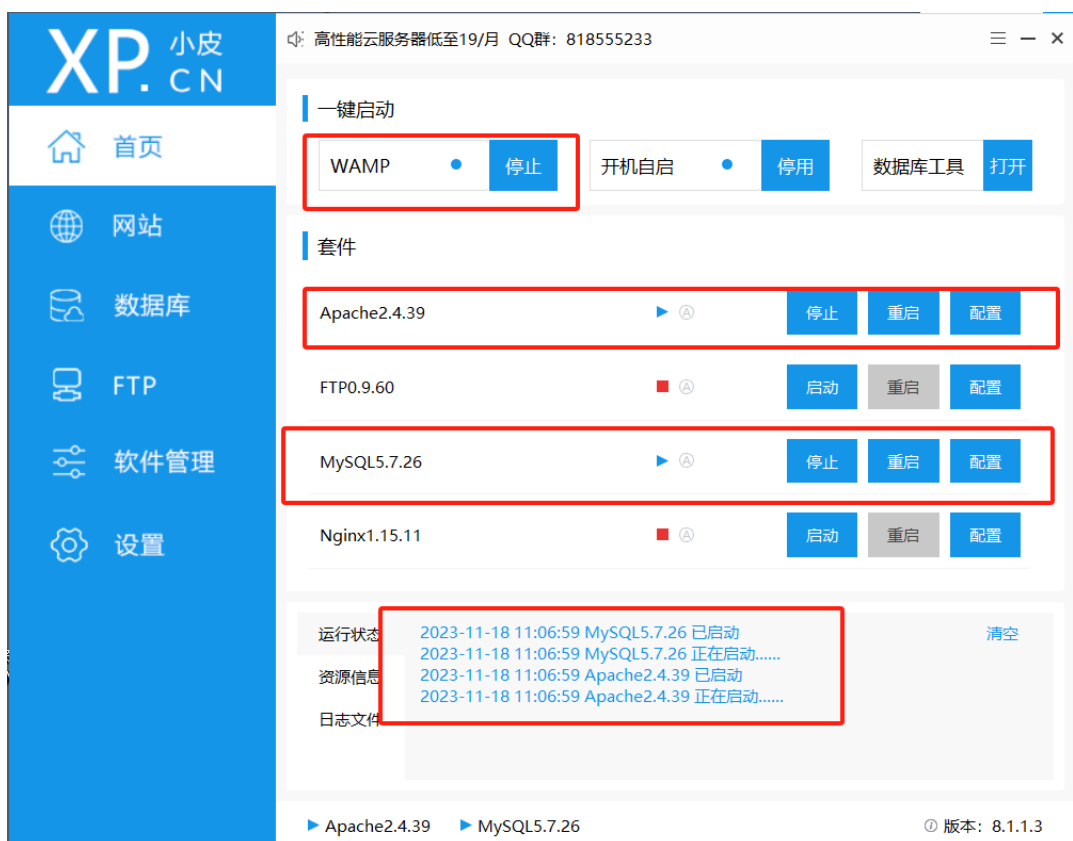 XP.小皮
CN
高性能云服务器低至19/月 QQ群：818555233
首页
网站
数据库
FTP
软件管理
设置
一键启动
WAMP 停止 开机自启 停用 数据库工具 打开
套件
Apache2.4.39 Ⓐ 停止 重启 配置
FTP0.9.60 Ⓐ 启动 重启 配置
MySQL5.7.26 Ⓐ 停止 重启 配置
Nginx1.15.11 Ⓐ 启动 重启 配置
运行状态
资源信息
日志文件
2023-11-18 11:06:59 MySQL5.7.26 已启动
2023-11-18 11:06:59 MySQL5.7.26 正在启动......
2023-11-18 11:06:59 Apache2.4.39 已启动
2023-11-18 11:06:59 Apache2.4.39 正在启动......
清空
Apache2.4.39 MySQL5.7.26 版本：8.1.1.3